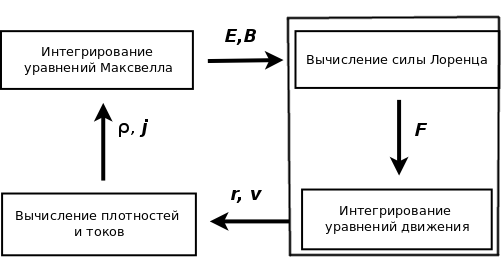 Интегрирование
уравнений Максвелла
E,B
Вычисление силы Лоренца
F
Интегрирование
уравнений движения
r, v
Вычисление плотностей
и токов
ρ, j